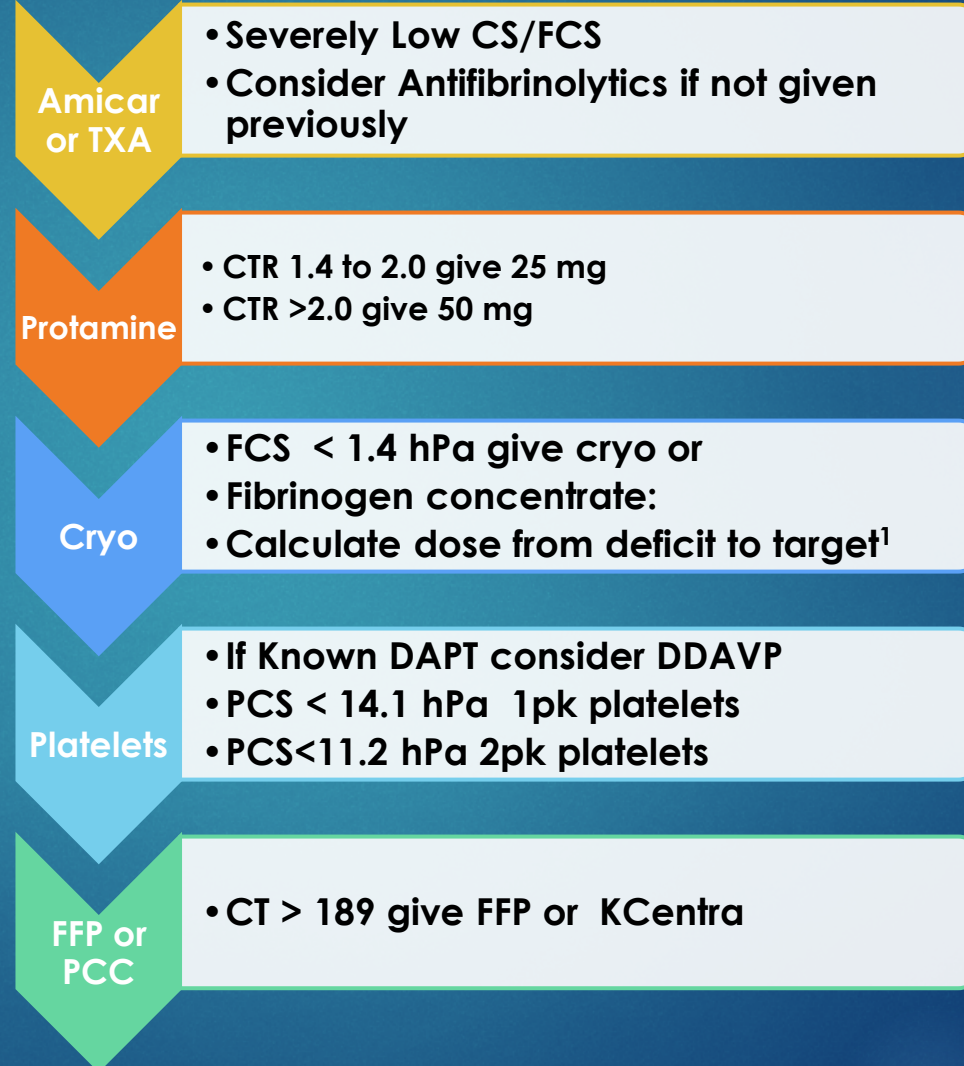 Amicar
or TXA
• Severely Low CS/FCS
• Consider Antifibrinolytics if not given
previously
Protamine
• CTR 1.4 to 2.0 give 25 mg
• CTR >2.0 give 50 mg
Cryo
• FCS < 1.4 hPa give cryo or
• Fibrinogen concentrate:
• Calculate dose from deficit to target¹
Platelets
• If Known DAPT consider DDAVP
• PCS < 14.1 hPa 1pk platelets
• PCS<11.2 hPa 2pk platelets
FFP or
PCC
• CT > 189 give FFP or KCentra